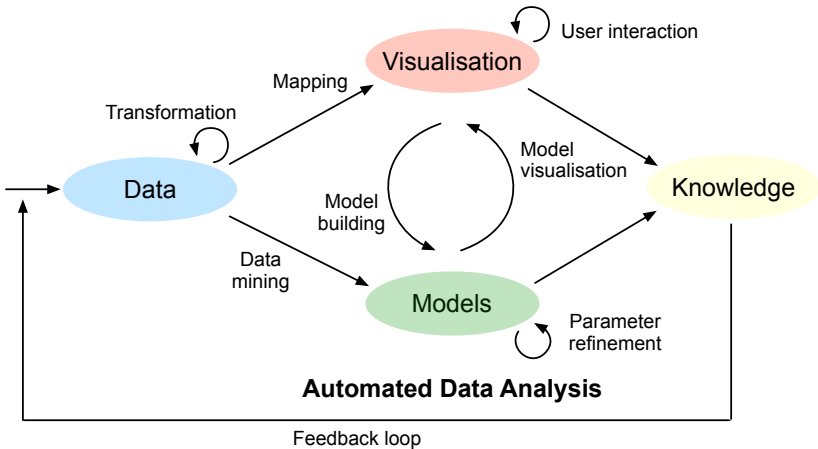 User interaction
Visualisation
Mapping
Transformation
Model
visualisation
Data
Knowledge
Model
building
Data
mining
Models
Parameter
refinement
Automated Data Analysis
Feedback loop